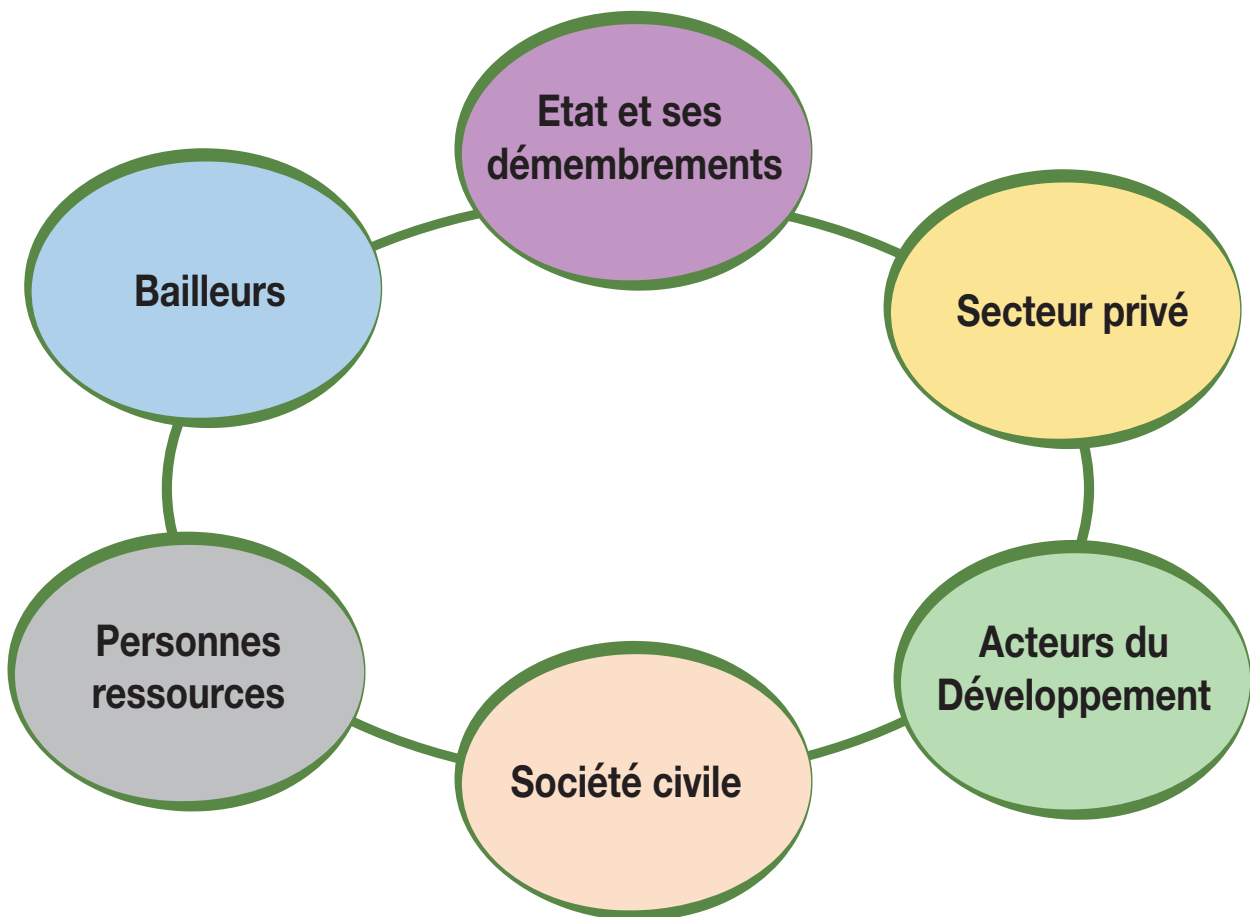 Etat et ses
démembrements
Bailleurs
Secteur privé
Personnes
ressources
Acteurs du
Développement
Société civile